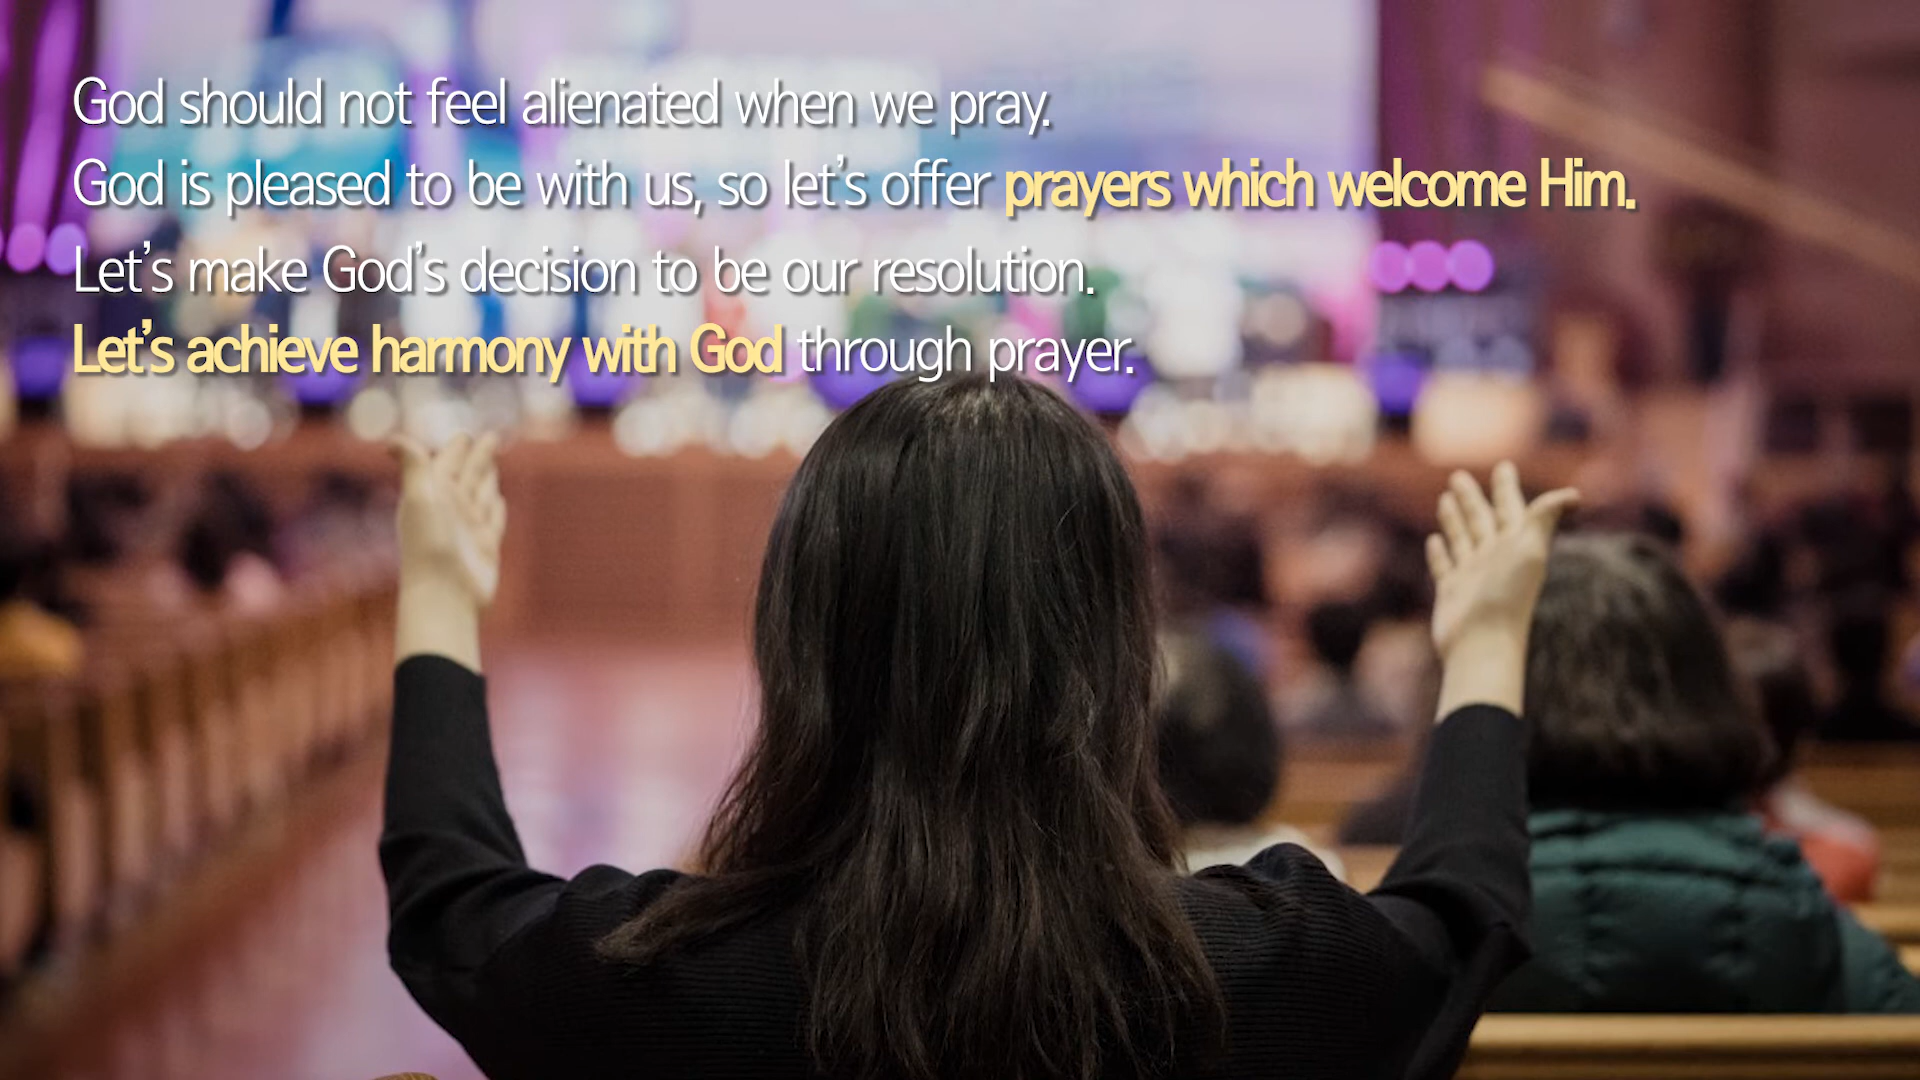 God should not feel alienated when we pray.
God is pleased to be with us, so let's offer prayers which welcome Him.
Let's make God's decision to be our resolution.
Let's achieve harmony with God through prayer.